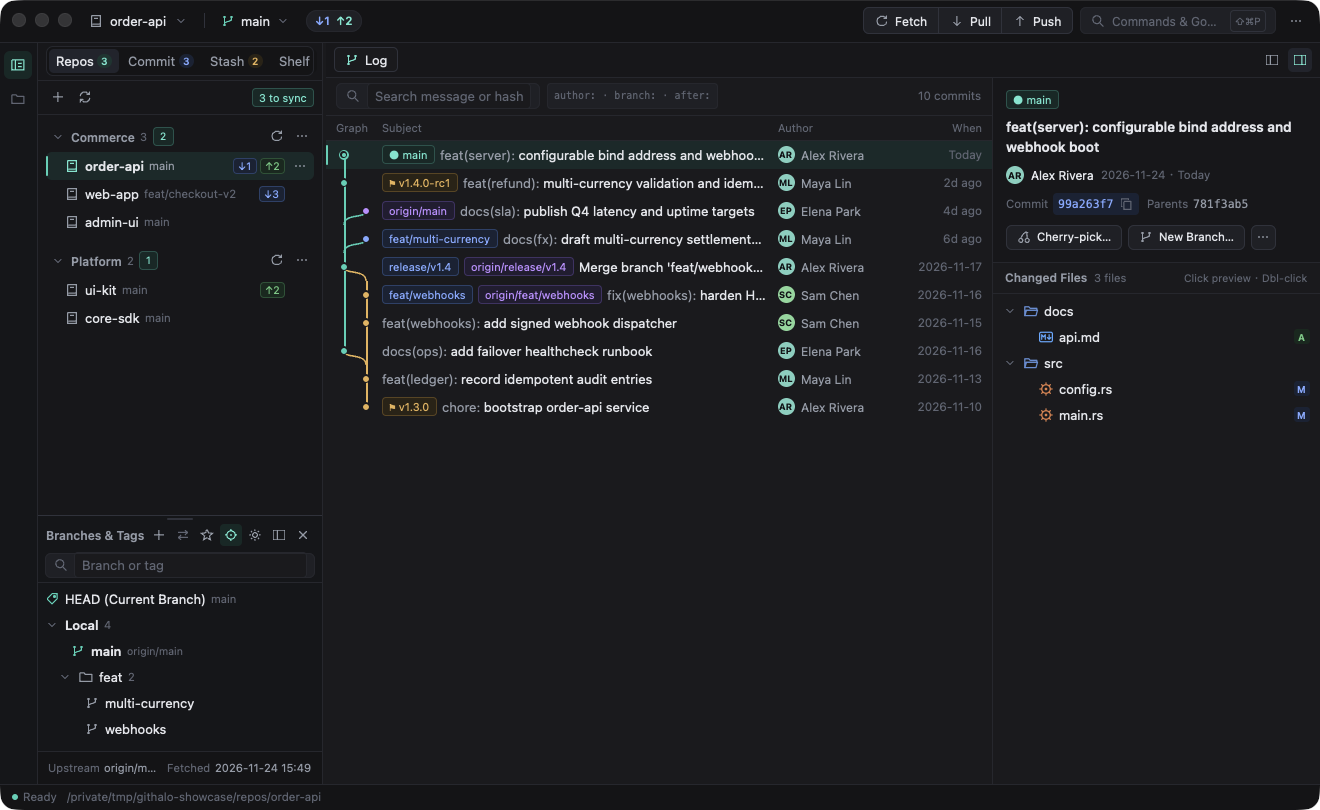 order-api main ↓1 ↑2 Fetch Pull Push Commands & Go... ⇧⌘P
Repos 3 Commit 3 Stash 2 Shelf
3 to sync
Commerce 3 2
order-api main ↓1 ↑2
web-app feat/checkout-v2 ↓3
admin-ui main
Platform 2 1
ui-kit main ↑2
core-sdk main
Branches & Tags
Branch or tag
HEAD (Current Branch) main
Local 4
main origin/main
feat 2
multi-currency
webhooks
Upstream origin/m... Fetched 2026-11-24 15:49
Log
Search message or hash author: · branch: · after: 10 commits
Graph Subject Author When
main feat(server): configurable bind address and webhoo... AR Alex Rivera Today
v1.4.0-rc1 feat(refund): multi-currency validation and idem... ML Maya Lin 2d ago
origin/main docs(sla): publish Q4 latency and uptime targets EP Elena Park 4d ago
feat/multi-currency docs(fx): draft multi-currency settlement... ML Maya Lin 6d ago
release/v1.4 origin/release/v1.4 Merge branch 'feat/webhook... AR Alex Rivera 2026-11-17
feat/webhooks origin/feat/webhooks fix(webhooks): harden H... SC Sam Chen 2026-11-16
feat(webhooks): add signed webhook dispatcher SC Sam Chen 2026-11-15
docs(ops): add failover healthcheck runbook EP Elena Park 2026-11-16
feat(ledger): record idempotent audit entries ML Maya Lin 2026-11-13
v1.3.0 chore: bootstrap order-api service AR Alex Rivera 2026-11-10
main
feat(server): configurable bind address and
webhook boot
AR Alex Rivera 2026-11-24 · Today
Commit 99a263f7 Parents 781f3ab5
Cherry-pick... New Branch...
Changed Files 3 files Click preview · Dbl-click
docs
api.md A
src
config.rs M
main.rs M
Ready /private/tmp/githalo-showcase/repos/order-api